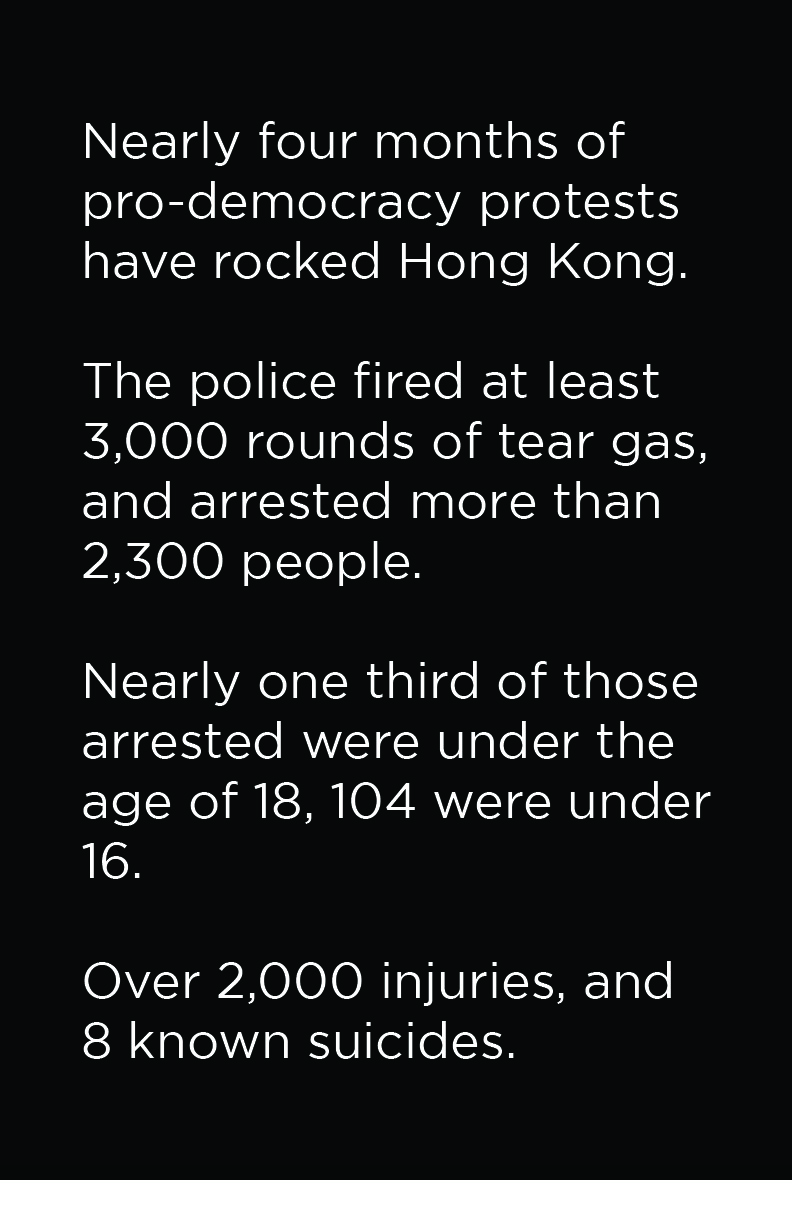 Nearly four months of
pro-democracy protests
have rocked Hong Kong.
The police fired at least
3,000 rounds of tear gas,
and arrested more than
2,300 people.
Nearly one third of those
arrested were under the
age of 18, 104 were under
16.
Over 2,000 injuries, and
8 known suicides.